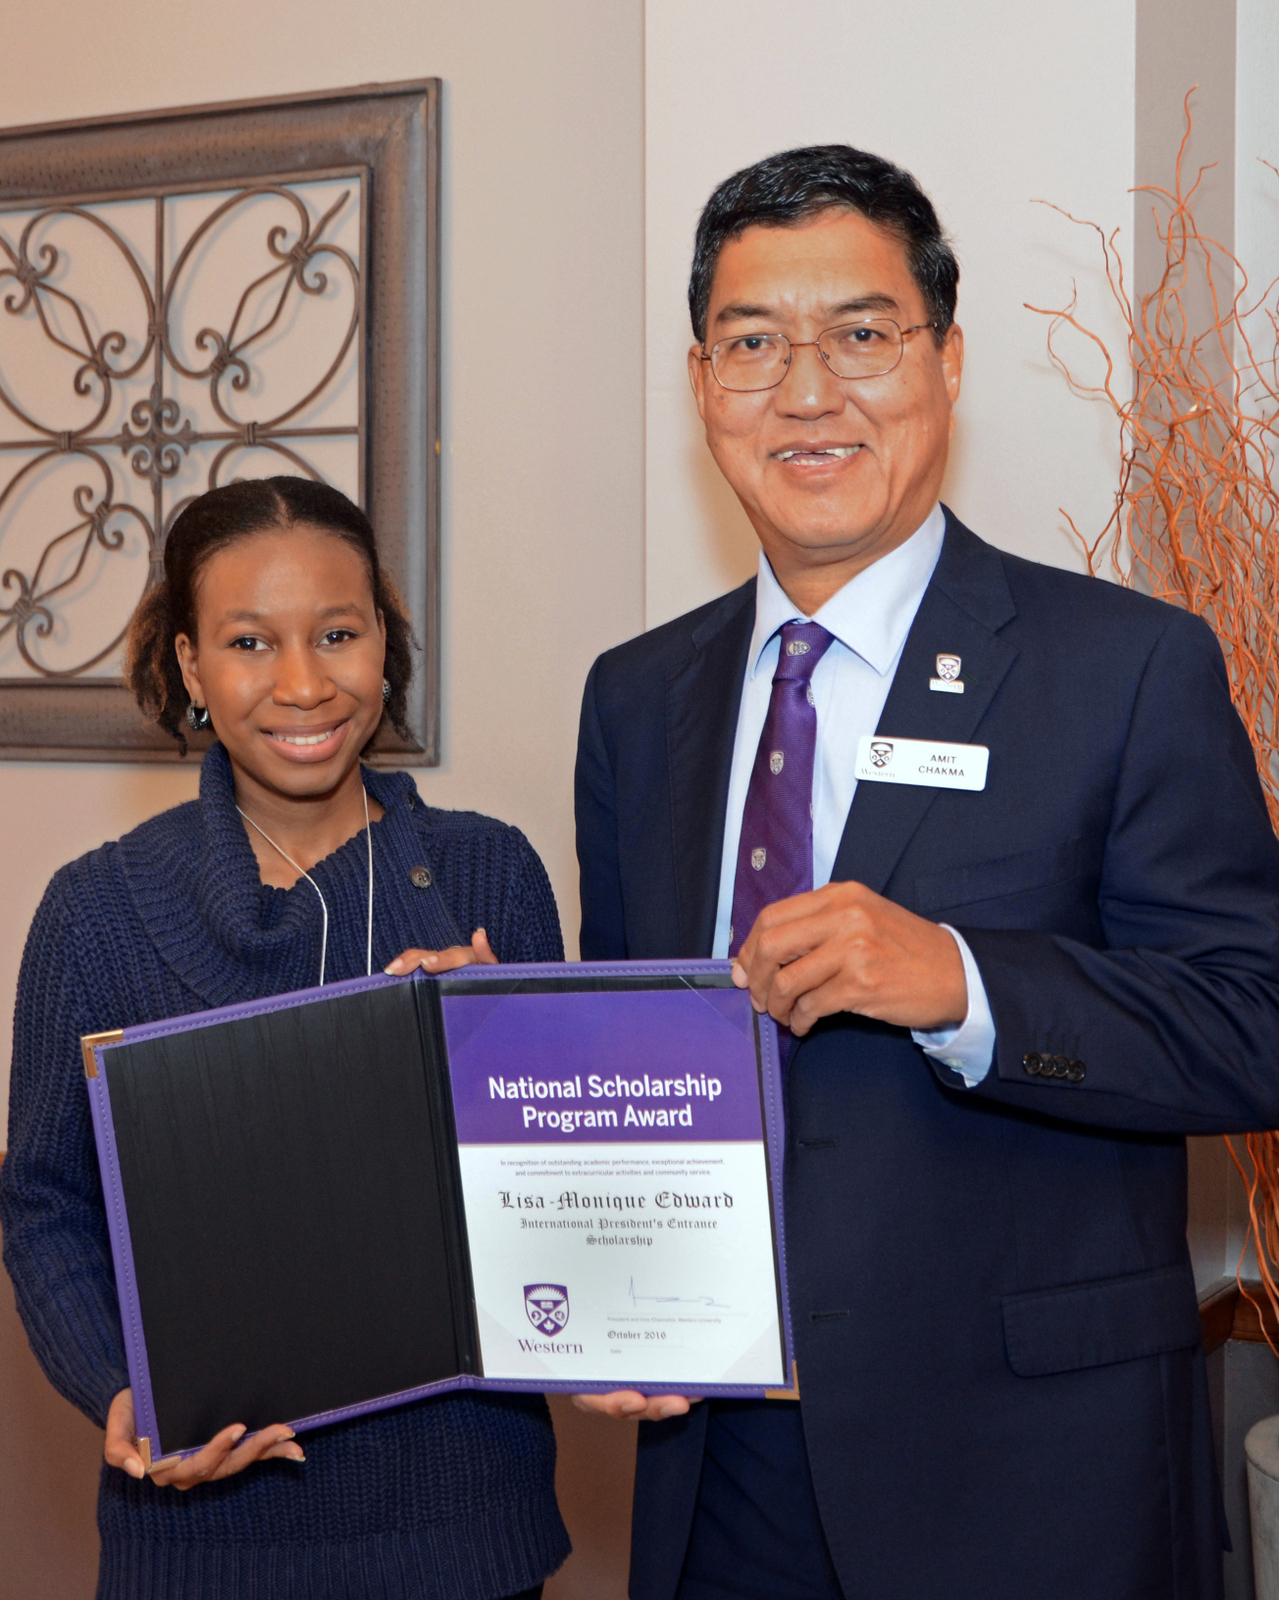 Western
AMIT
CHAKMA
National Scholarship
Program Award
In recognition of outstanding academic performance, exceptional achievement,
and commitment to extracurricular activities and community service.
Lisa-Monique Edward
International President's Entrance
Scholarship
President and Vice-Chancellor, Western University
October 2016
Date
Western